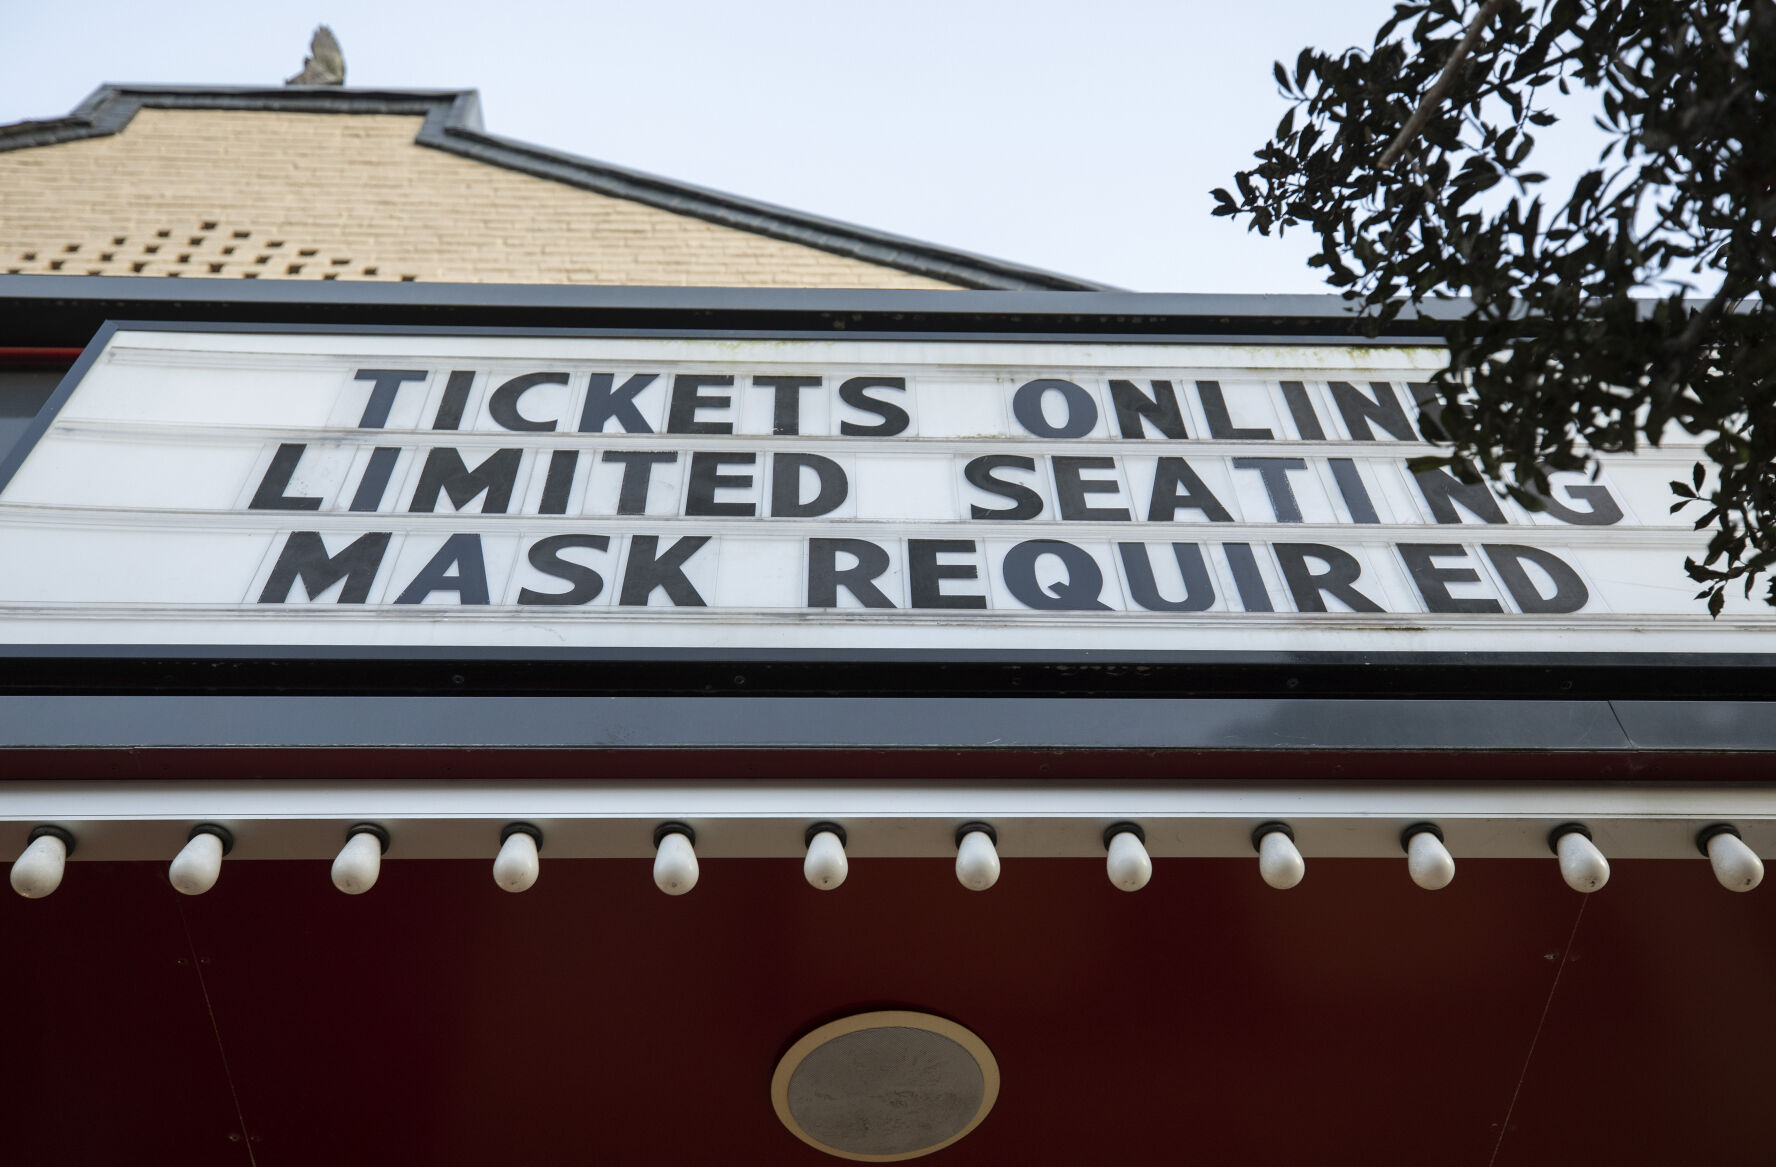 TICKETS ONLINE
LIMITED SEATING
MASK REQUIRED